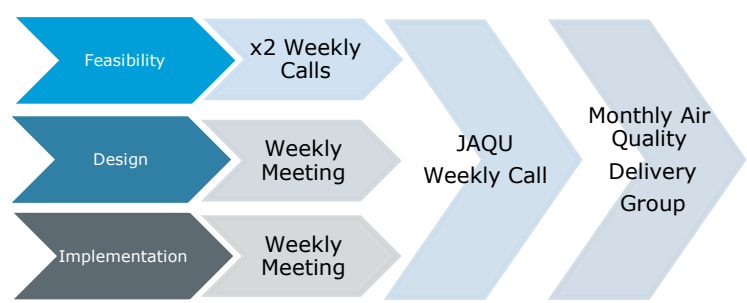 Feasibility
x2 Weekly
Calls
Design
Weekly
Meeting
Implementation
Weekly
Meeting
JAQU
Weekly Call
Monthly Air
Quality
Delivery
Group